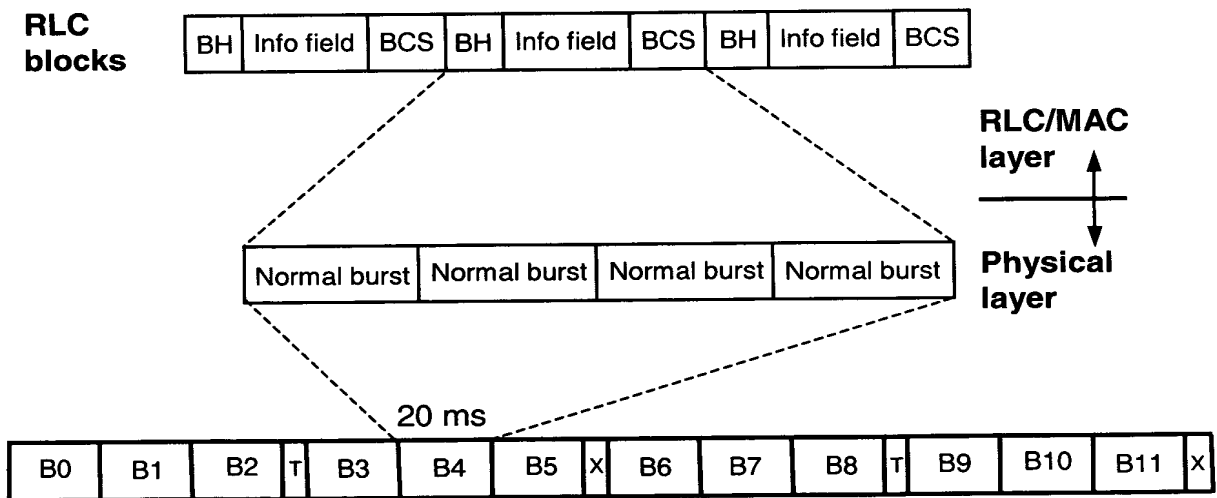 RLC
blocks
BH Info field BCS BH Info field BCS BH Info field BCS
RLC/MAC
layer
Normal burst Normal burst Normal burst Normal burst
Physical
layer
20 ms
B0 B1 B2 T B3 B4 B5 X B6 B7 B8 T B9 B10 B11 X